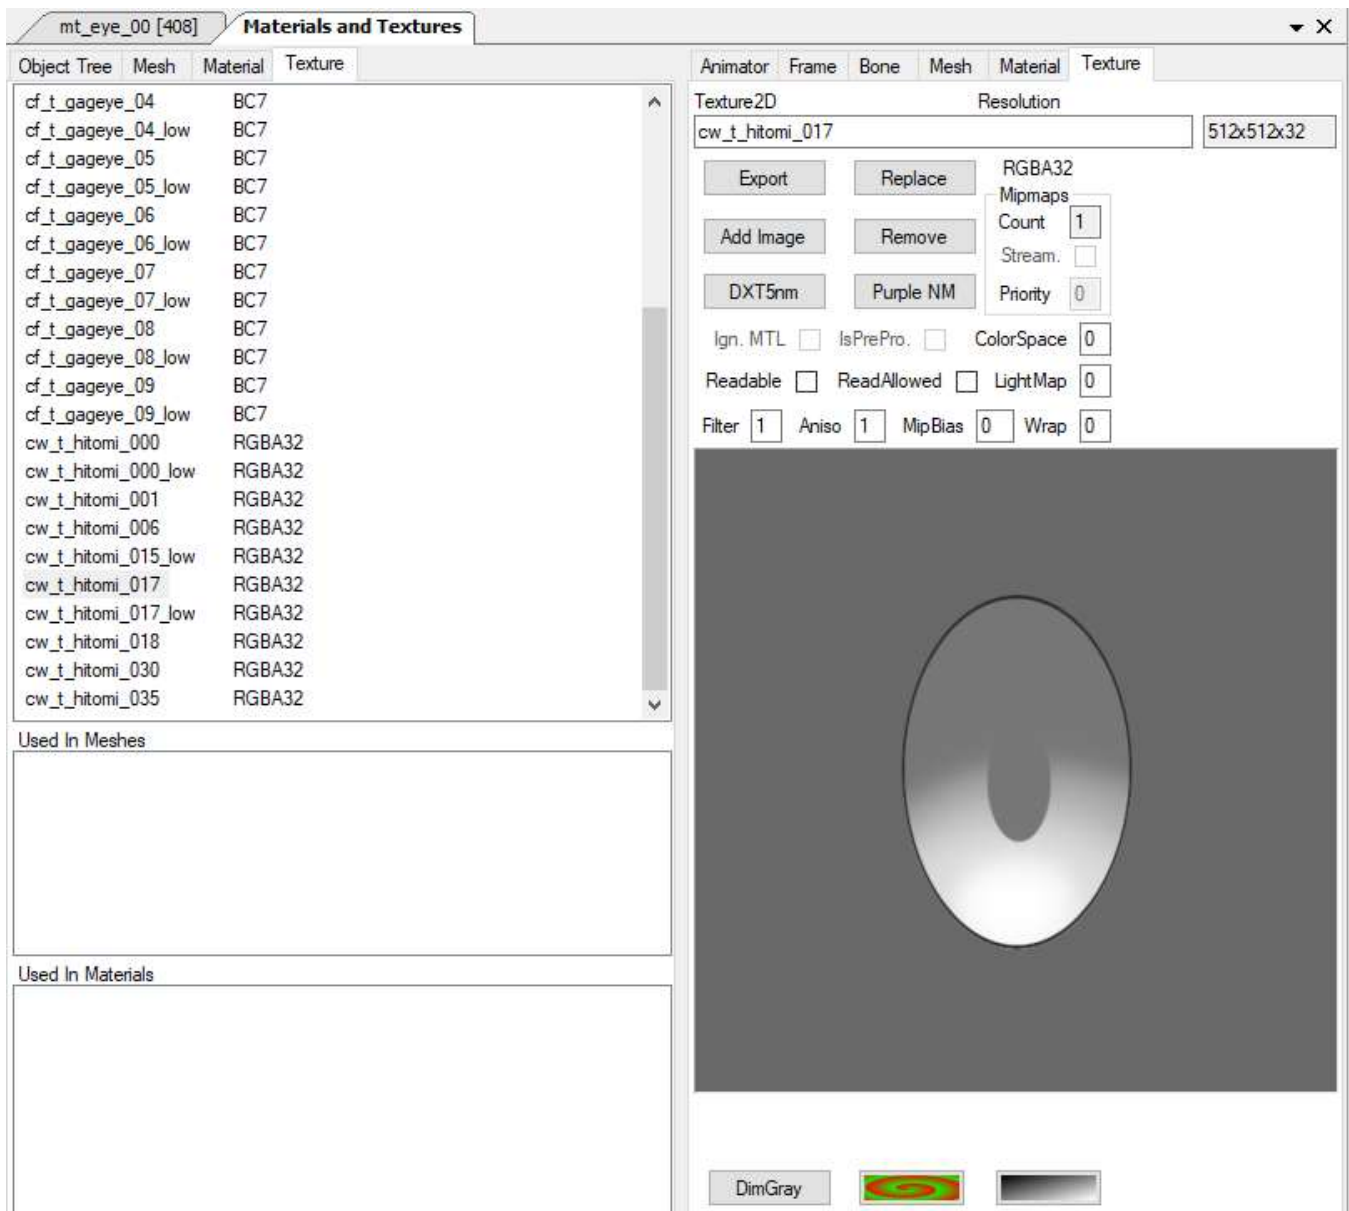 mt_eye_00 [408] Materials and Textures
Object Tree Mesh Material Texture
cf_t_gageye_04 BC7
cf_t_gageye_04_low BC7
cf_t_gageye_05 BC7
cf_t_gageye_05_low BC7
cf_t_gageye_06 BC7
cf_t_gageye_06_low BC7
cf_t_gageye_07 BC7
cf_t_gageye_07_low BC7
cf_t_gageye_08 BC7
cf_t_gageye_08_low BC7
cf_t_gageye_09 BC7
cf_t_gageye_09_low BC7
cw_t_hitomi_000 RGBA32
cw_t_hitomi_000_low RGBA32
cw_t_hitomi_001 RGBA32
cw_t_hitomi_006 RGBA32
cw_t_hitomi_015_low RGBA32
cw_t_hitomi_017 RGBA32
cw_t_hitomi_017_low RGBA32
cw_t_hitomi_018 RGBA32
cw_t_hitomi_030 RGBA32
cw_t_hitomi_035 RGBA32
Used In Meshes
Used In Materials
Animator Frame Bone Mesh Material Texture
Texture2D Resolution
cw_t_hitomi_017 512x512x32
Export Replace RGBA32
Mipmaps
Add Image Remove Count 1
Stream.
DXT5nm Purple NM Priority 0
Ign. MTL IsPrePro. ColorSpace 0
Readable ReadAllowed LightMap 0
Filter 1 Aniso 1 MipBias 0 Wrap 0
DimGray